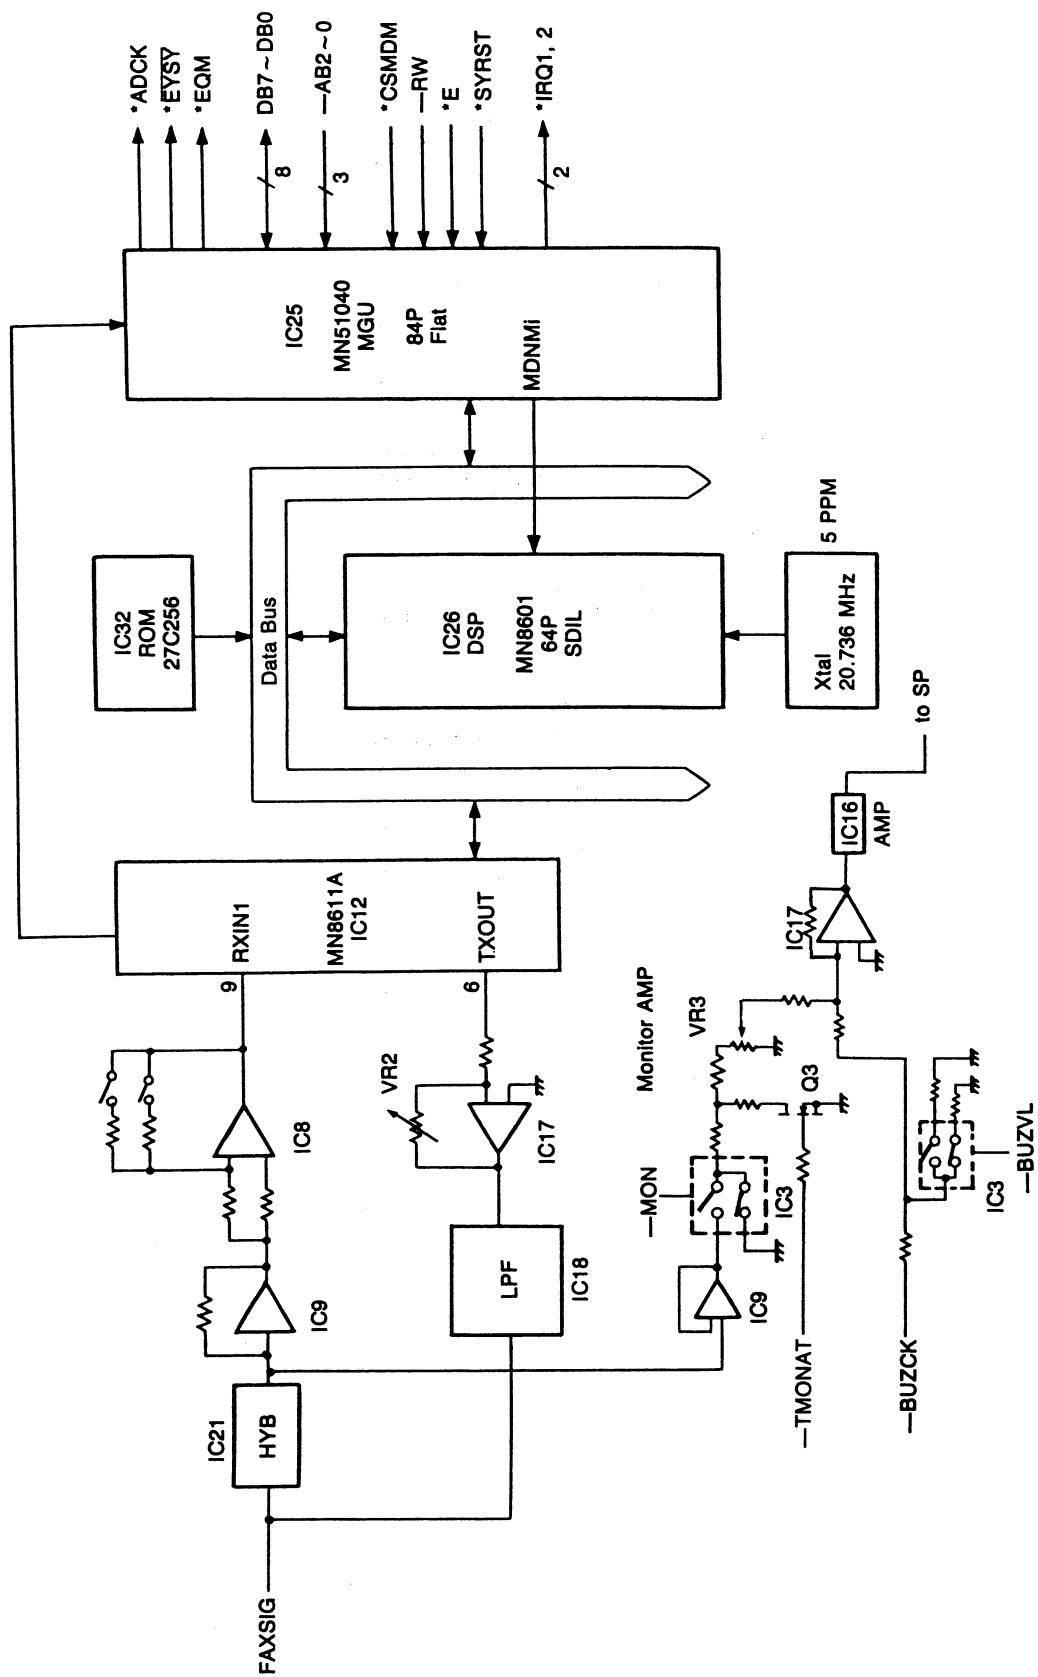 FAXSIG
IC21
HYB
IC9
IC8
9
RXIN1
MN8611A
IC12
6
TXOUT
VR2
IC17
LPF
IC18
IC32
ROM
27C256
Data Bus
IC26
DSP
MN8601
64P
SDIL
Xtal
20.736 MHz
5 PPM
IC25
MN51040
MGU
84P
Flat
MDNMi
*ADCK
*EYSY
*EQM
DB7~DB0
8
—AB2~0
3
*CSMDM
—RW
*E
*SYRST
*IRQ1, 2
2
—MON
IC9
IC3
Monitor AMP
VR3
Q3
—TMONAT
—BUZCK
IC3
—BUZVL
IC17
IC16
AMP
to SP